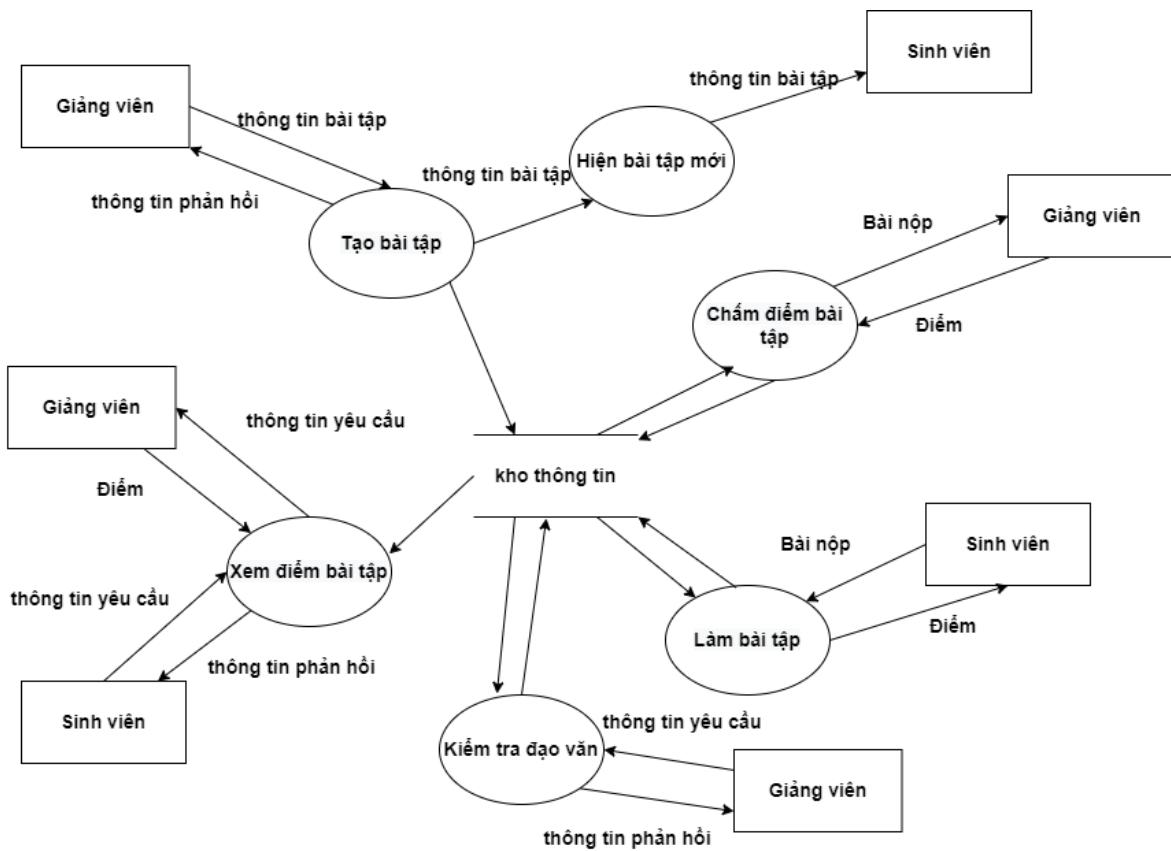 Sinh viên
thông tin bài tập
Giảng viên
thông tin bài tập
Hiện bài tập mới
thông tin bài tập
thông tin phản hồi
Tạo bài tập
Bài nộp
Giảng viên
Chấm điểm bài
tập
Điểm
Giảng viên
thông tin yêu cầu
kho thông tin
Điểm
Xem điểm bài tập
thông tin yêu cầu
thông tin phản hồi
Sinh viên
Bài nộp
Sinh viên
Làm bài tập
Điểm
Kiểm tra đạo văn
thông tin yêu cầu
Giảng viên
thông tin phản hồi